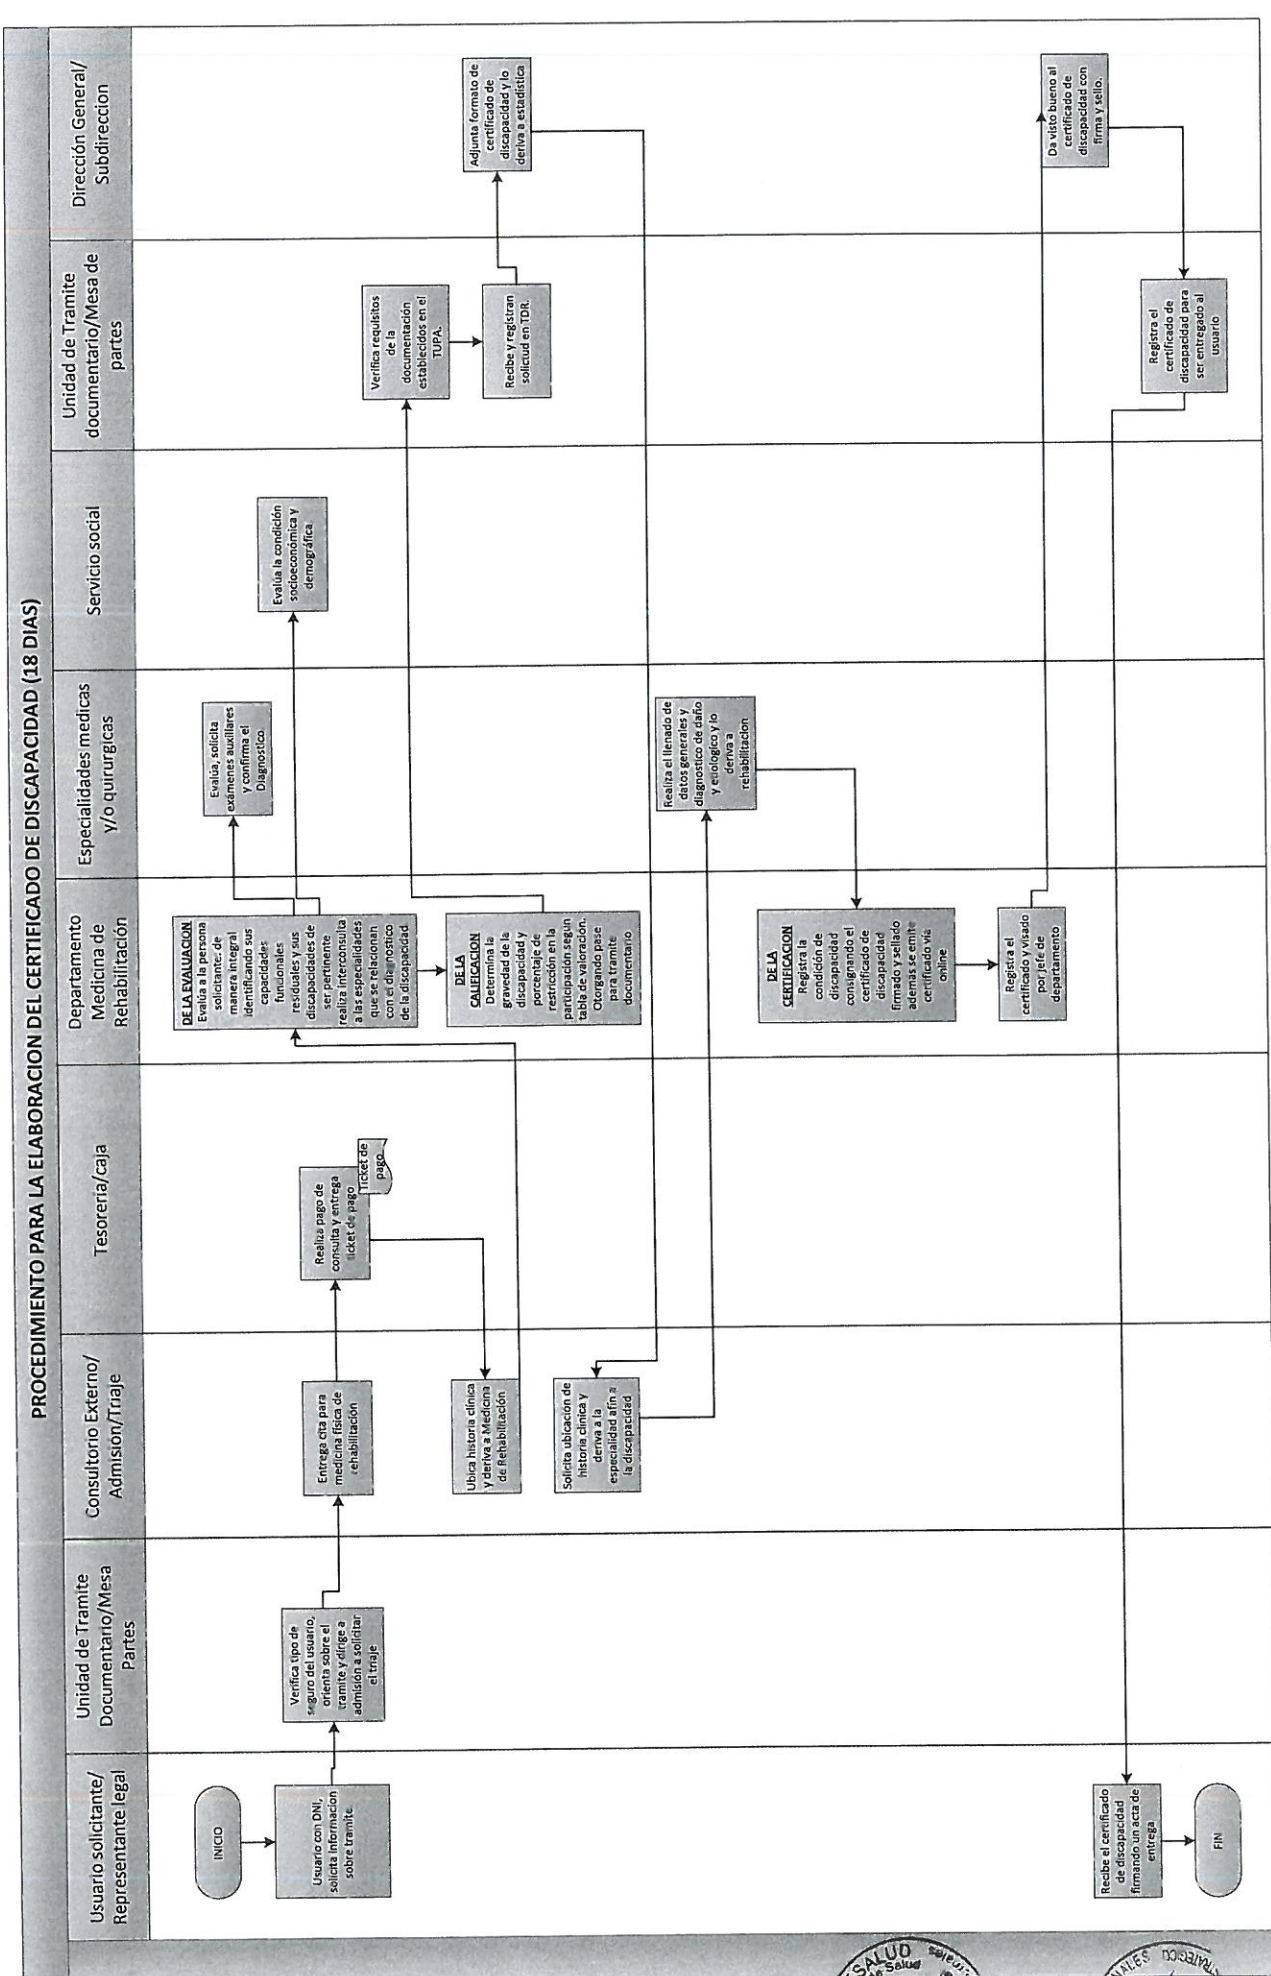 PROCEDIMIENTO PARA LA ELABORACION DEL CERTIFICADO DE DISCAPACIDAD (18 DIAS)
Usuario solicitante/
Representante legal
Unidad de Tramite
Documentario/Mesa
Partes
Consultorio Externo/
Admisión/Triaje
Tesorería/caja
Departamento
Medicina de
Rehabilitación
Especialidades medicas
y/o quirurgicas
Servicio social
Unidad de Tramite
documentario/Mesa de
partes
Dirección General/
Subdireccion
INICIO
Usuario con DNI,
solicita Informacion
sobre tramite.
Verifica tipo de
seguro del usuario,
orienta sobre el
tramite y dirige a
admisión a solicitar
el triaje
Entrega cita para
medicina física de
rehabilitación
Realiza pago de
consulta y entrega
ticket de pago
Ticket de
pago
Ubica historia clínica
y deriva a Medicina
de Rehabilitación
DE LA EVALUACION
Evalúa a la persona
solicitante: de
manera integral
identificando sus
capacidades
funcionales
residuales y sus
discapacidades de
ser pertinente
realiza interconsulta
a las especialidades
que se relacionan
con el diagnostico
de la discapacidad.
Evalúa, solicita
exámenes auxiliares
y confirma el
Diagnostico.
Evalúa la condición
socioeconómica y
demográfica.
DE LA
CALIFICACION
Determina la
gravedad de la
discapacidad y
porcentaje de
restricción en la
participación según
tabla de valoración.
Otorgando pase
para tramite
documentario
Verifica requisitos
de la
documentación
establecidos en el
TUPA.
Recibe y registran
solictud en TDR.
Adjunta formato de
certificado de
discapacidad y lo
deriva a estadística
Solicita ubicación de
historia clinica y
deriva a la
especialidad afin a
la discapacidad
Realiza el llenado de
datos generales y
diagnostico de daño
y etiologico y lo
deriva a
rehabilitacion
DE LA
CERTIFICACION
Registra la
condición de
discapacidad
consignando el
certificado de
discapacidad
firmado y sellado
ademas se emite
certificado vía
online
Registra el
certificado y visado
por jefe de
departamento
Da visto bueno al
certificado de
discapacidad con
firma y sello.
Registra el
certificado de
discapacidad para
ser entregado al
usuario
Recibe el certificado
de discapacidad
firmando un acta de
entrega
FIN
SALUD
de Salud